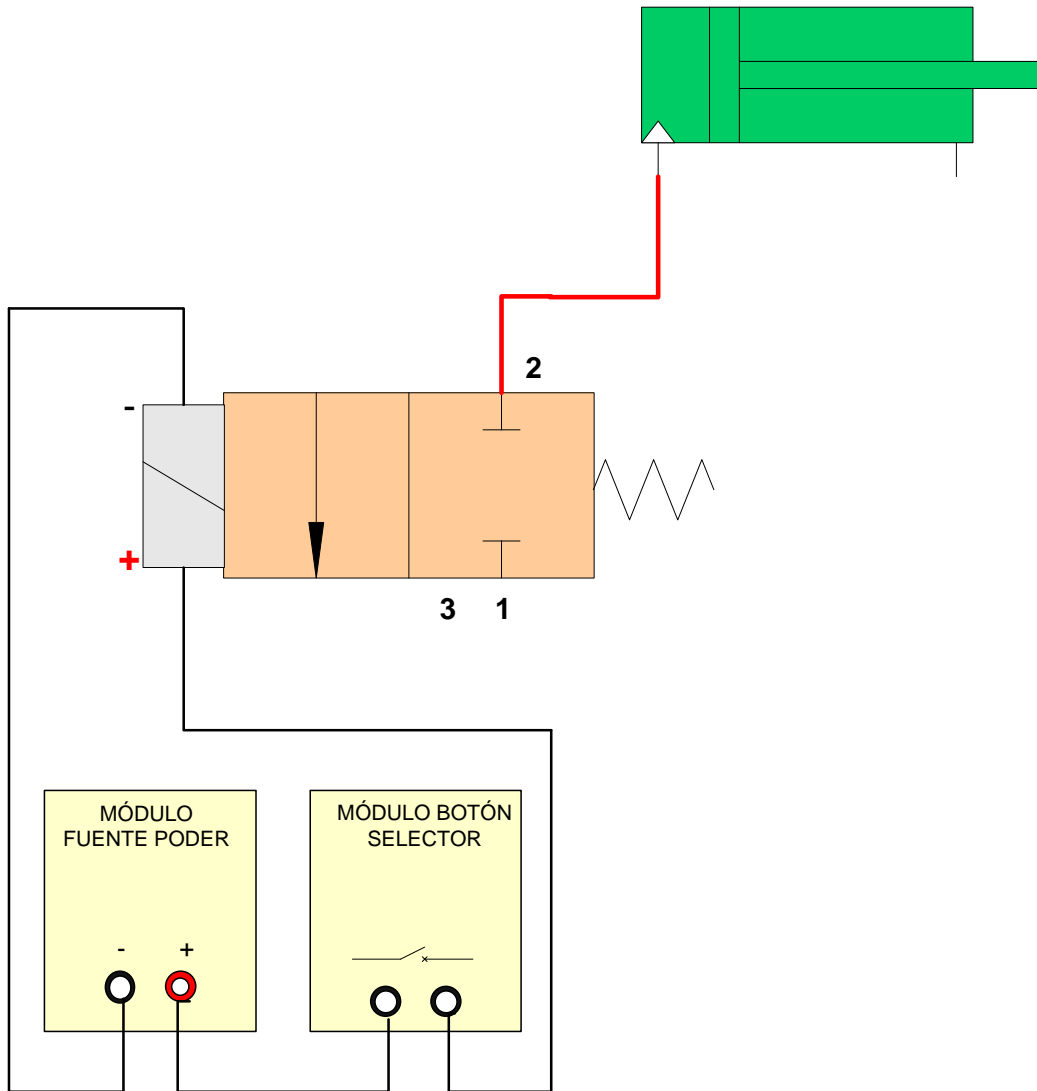 2
-
+
3 1
MÓDULO
FUENTE PODER
- +
MÓDULO BOTÓN
SELECTOR